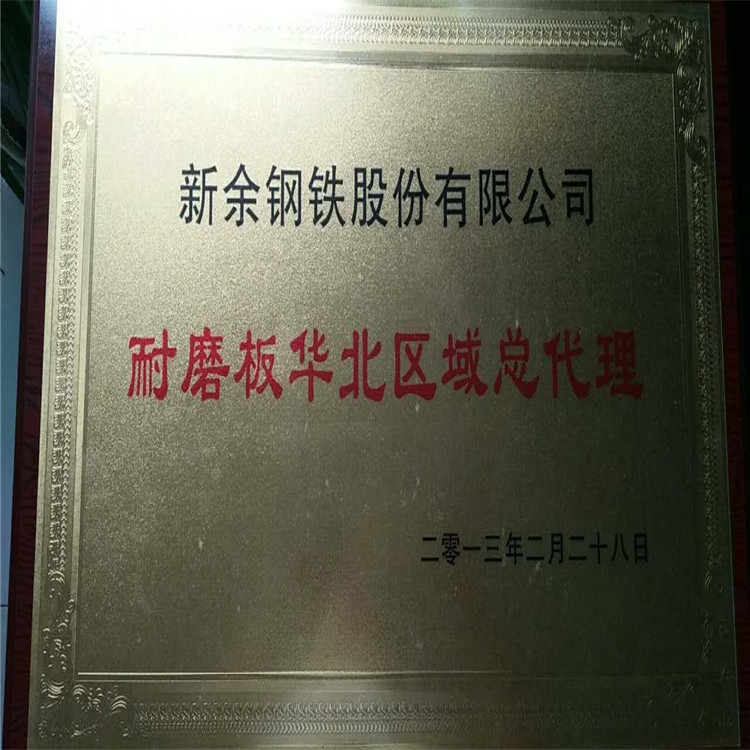 新余钢铁股份有限公司
耐磨板华北区域总代理
二零一三年二月二十八日